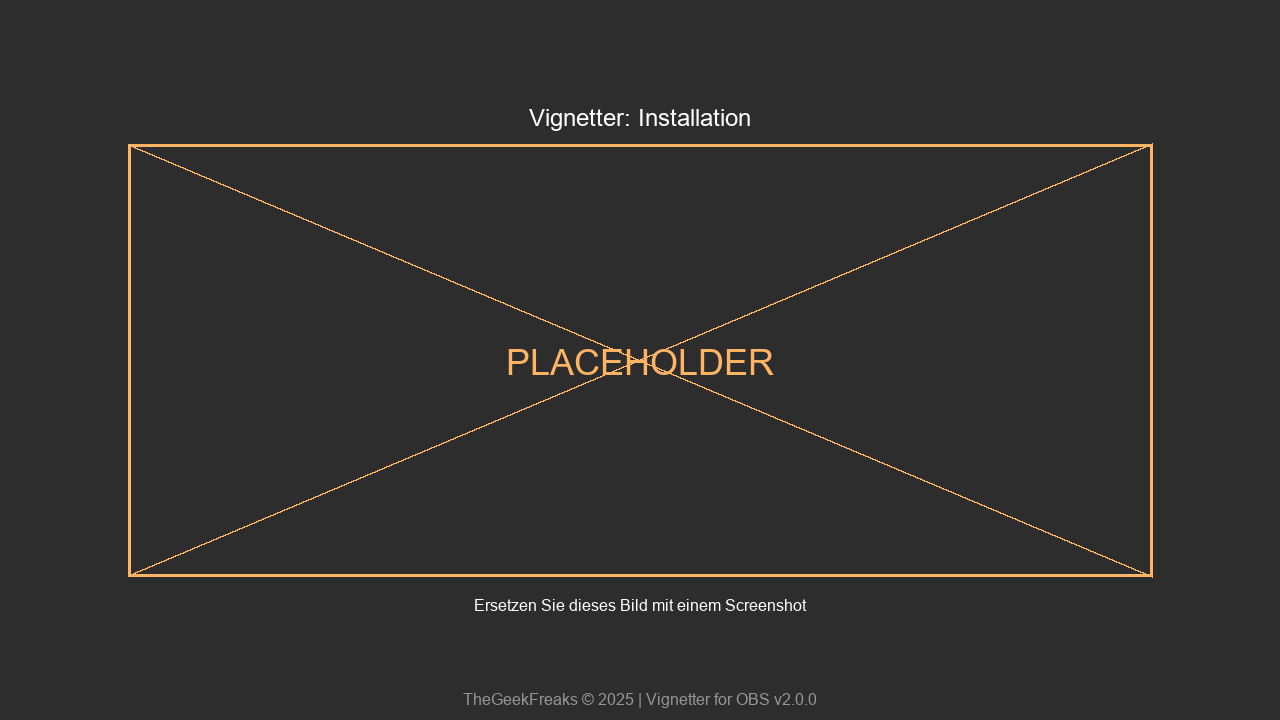 Vignetter: Installation
PLACEHOLDER
Ersetzen Sie dieses Bild mit einem Screenshot
TheGeekFreaks © 2025 | Vignetter for OBS v2.0.0